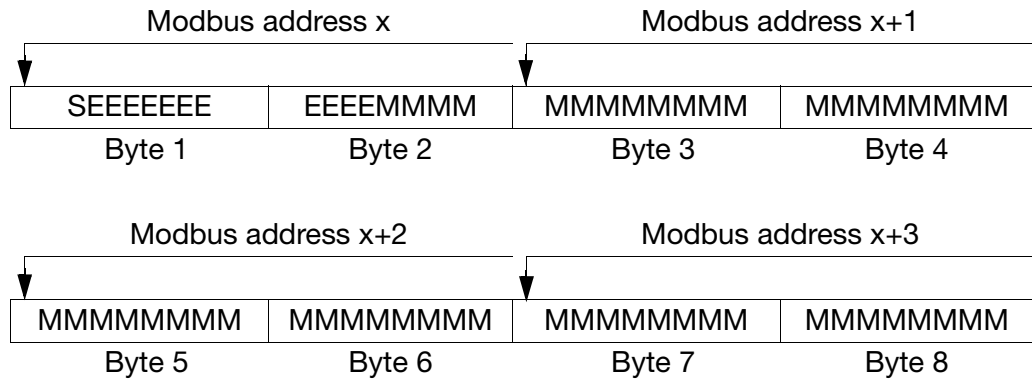 Modbus address x Modbus address x+1
SEEEEEEE EEEEMMMM MMMMMMMM MMMMMMMM
Byte 1 Byte 2 Byte 3 Byte 4
Modbus address x+2 Modbus address x+3
MMMMMMMM MMMMMMMM MMMMMMMM MMMMMMMM
Byte 5 Byte 6 Byte 7 Byte 8